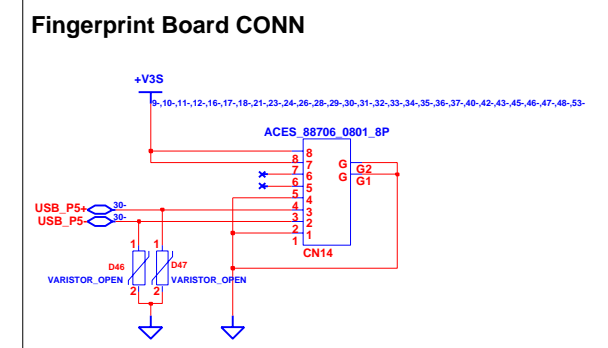 Fingerprint Board CONN
+V3S
9-,10-,11-,12-,16-,17-,18-,21-,23-,24-,26-,28-,29-,30-,31-,32-,33-,34-,35-,36-,37-,40-,42-,43-,45-,46-,47-,48-,53-
ACES_88706_0801_8P
8 8
7 7 G G2
6 6 G G1
5 5
USB_P5+ 30- 4 4
USB_P5- 30- 3 3
2 2
1 1
CN14
1 1
D46 D47
VARISTOR_OPEN VARISTOR_OPEN
2 2